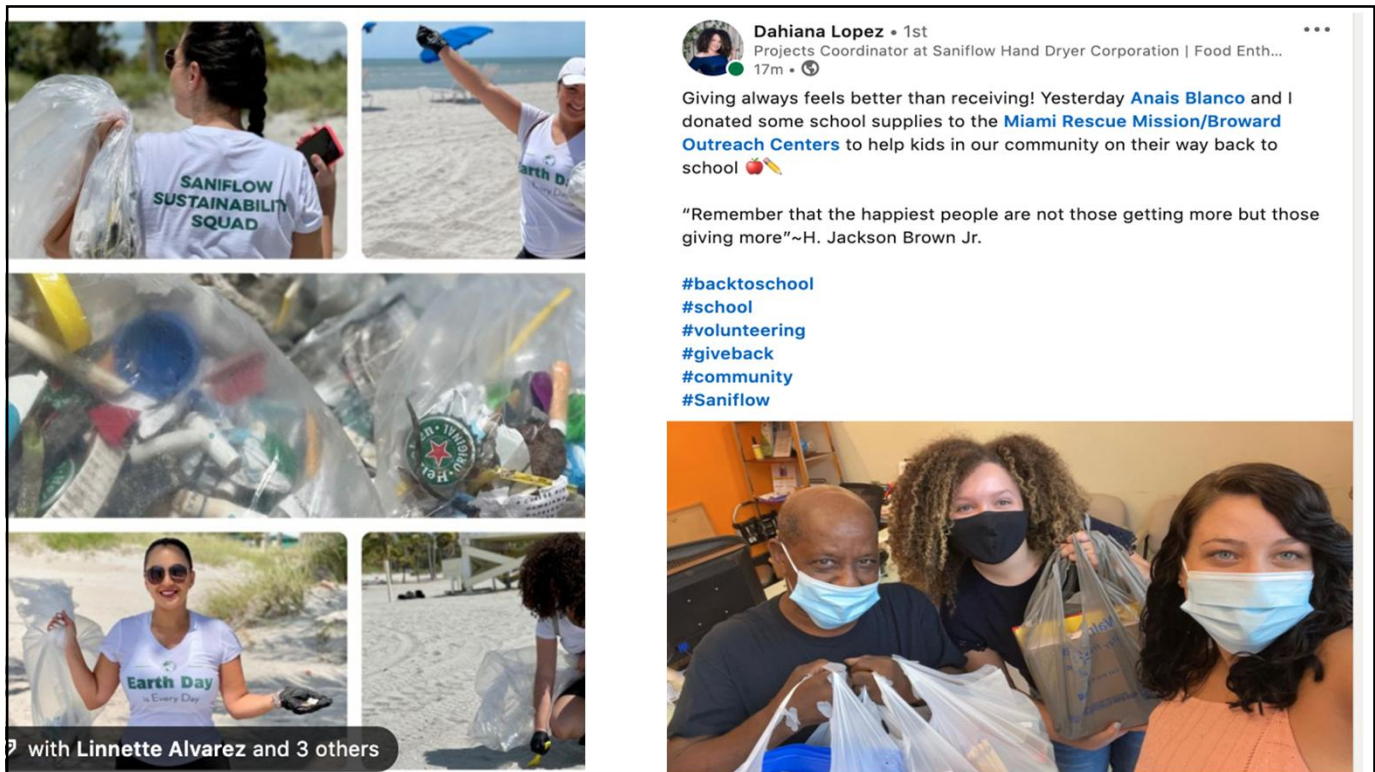 SANIFLOW
SUSTAINABILITY
SQUAD
Earth D
Every Day
Earth Day
is Every Day
with Linnette Alvarez and 3 others
Dahiana Lopez • 1st
Projects Coordinator at Saniflow Hand Dryer Corporation | Food Enth...
17m •
Giving always feels better than receiving! Yesterday Anais Blanco and I
donated some school supplies to the Miami Rescue Mission/Broward
Outreach Centers to help kids in our community on their way back to
school 🍎✏️
“Remember that the happiest people are not those getting more but those
giving more”~H. Jackson Brown Jr.
#backtoschool
#school
#volunteering
#giveback
#community
#Saniflow